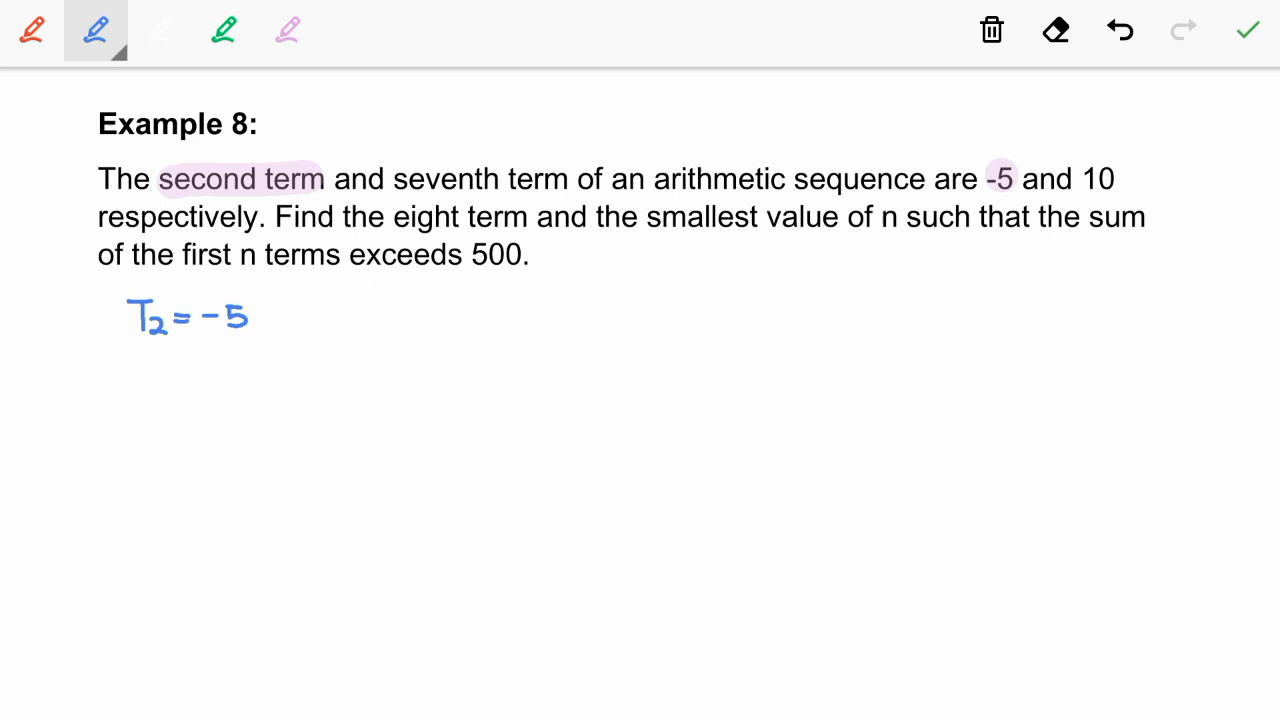 Example 8:
The second term and seventh term of an arithmetic sequence are -5 and 10
respectively. Find the eight term and the smallest value of n such that the sum
of the first n terms exceeds 500.
T₂ = -5